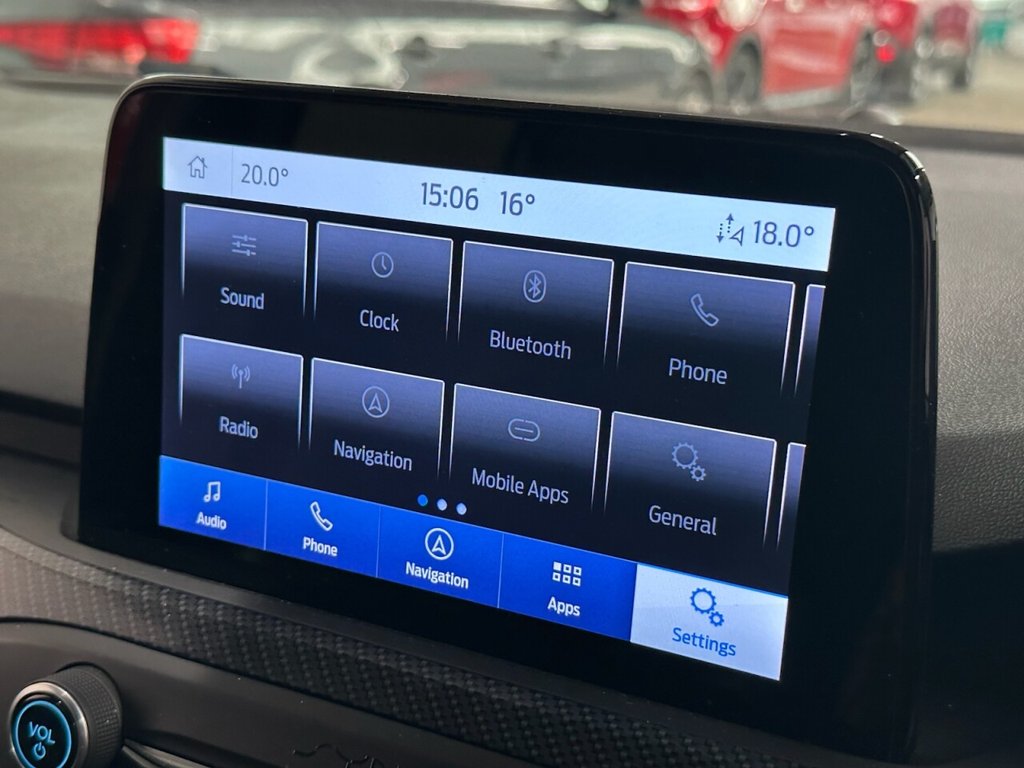 20.0°
15:06 16°
18.0°
Sound
Clock
Bluetooth
Phone
Radio
Navigation
Mobile Apps
General
Audio
Phone
Navigation
Apps
Settings
VOL